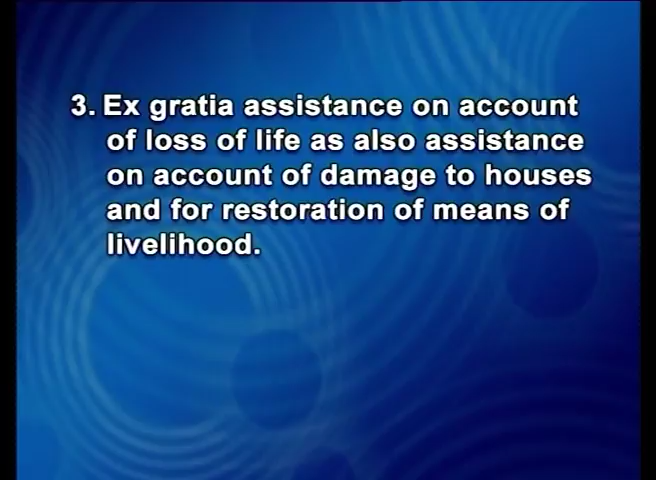 3. Ex gratia assistance on account
of loss of life as also assistance
on account of damage to houses
and for restoration of means of
livelihood.